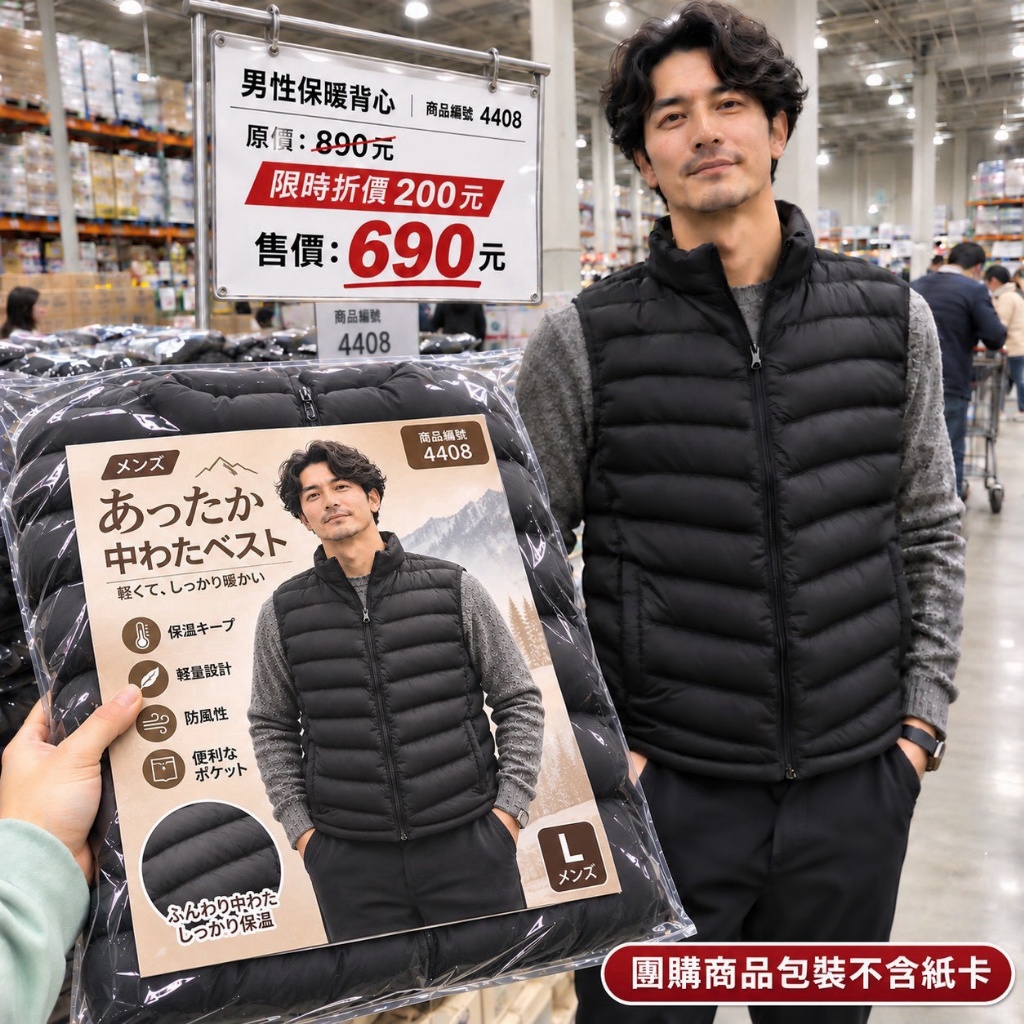 男性保暖背心 | 商品編號 4408
原價：890元
限時折價 200 元
售價：690元
商品編號
4408
メンズ
商品編號
4408
あったか
中わたベスト
軽くて、しっかり暖かい
保温キープ
軽量設計
防風性
便利な
ポケット
ふんわり中わた
しっかり保温
L
メンズ
團購商品包裝不含紙卡